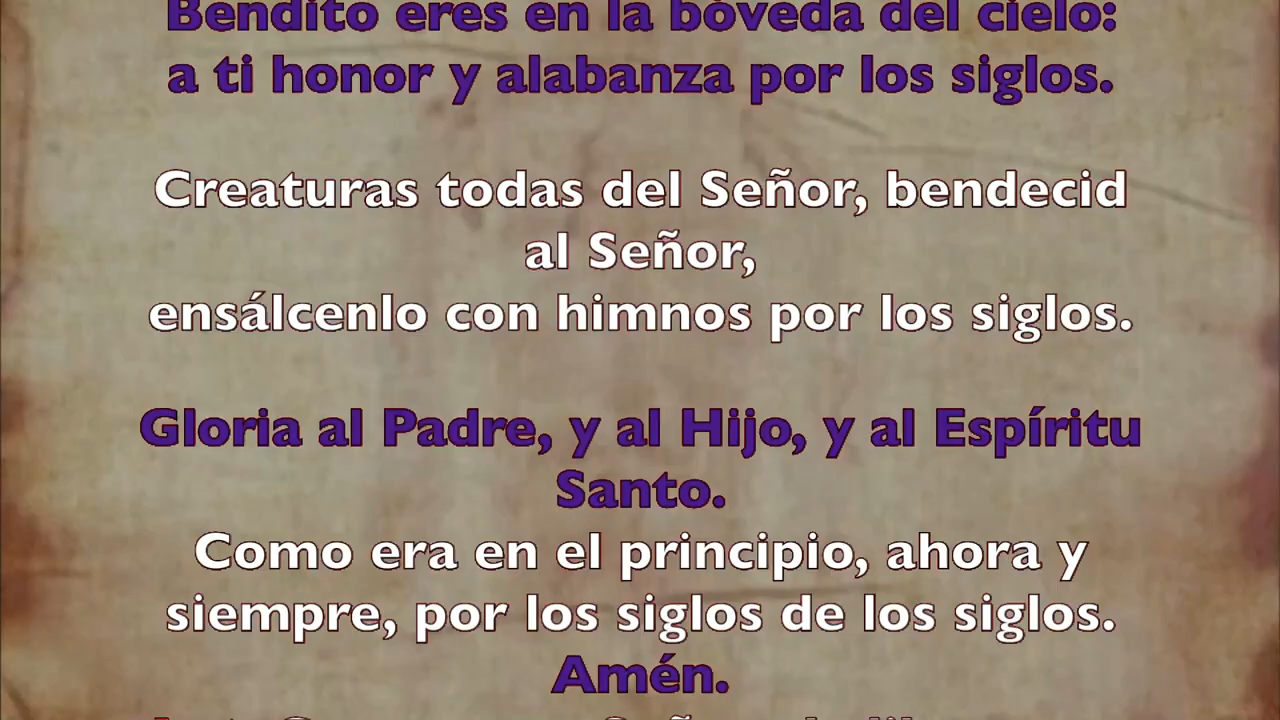 Bendito eres en la bóveda del cielo:
a ti honor y alabanza por los siglos.
Creaturas todas del Señor, bendecid
al Señor,
ensálcenlo con himnos por los siglos.
Gloria al Padre, y al Hijo, y al Espíritu
Santo.
Como era en el principio, ahora y
siempre, por los siglos de los siglos.
Amén.